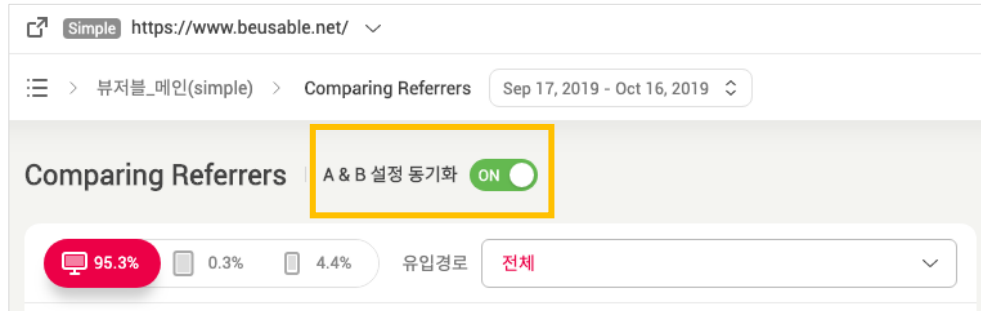 Simple https://www.beusable.net/
뷰저블_메인(simple) > Comparing Referrers Sep 17, 2019 - Oct 16, 2019
Comparing Referrers A & B 설정 동기화 ON
95.3% 0.3% 4.4% 유입경로 전체